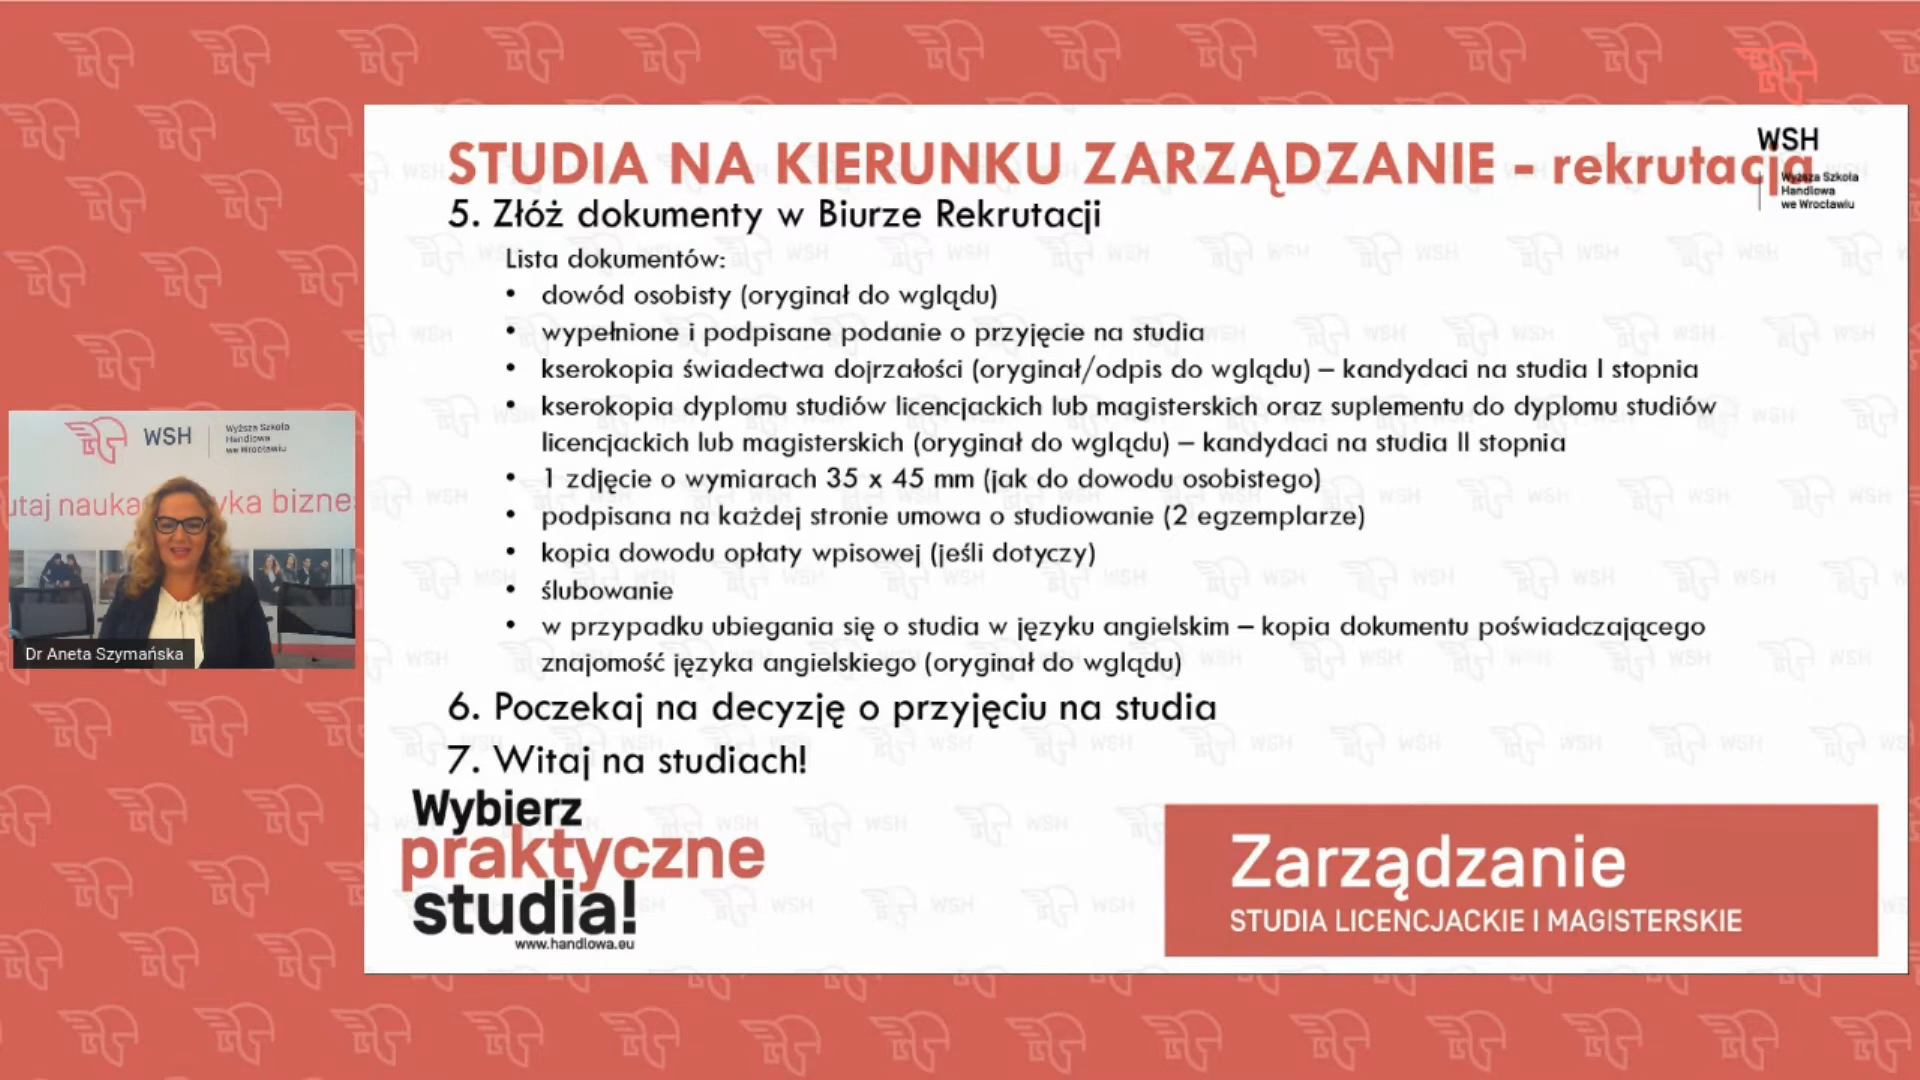 STUDIA NA KIERUNKU ZARZĄDZANIE - rekrutacja
WSH
Wyższa Szkoła
Handlowa
we Wrocławiu
5. Złóż dokumenty w Biurze Rekrutacji
Lista dokumentów:
• dowód osobisty (oryginał do wglądu)
• wypełnione i podpisane podanie o przyjęcie na studia
• kserokopia świadectwa dojrzałości (oryginał/odpis do wglądu) – kandydaci na studia I stopnia
• kserokopia dyplomu studiów licencjackich lub magisterskich oraz suplementu do dyplomu studiów
licencjackich lub magisterskich (oryginał do wglądu) – kandydaci na studia II stopnia
• 1 zdjęcie o wymiarach 35 x 45 mm (jak do dowodu osobistego)
• podpisana na każdej stronie umowa o studiowanie (2 egzemplarze)
• kopia dowodu opłaty wpisowej (jeśli dotyczy)
• ślubowanie
• w przypadku ubiegania się o studia w języku angielskim – kopia dokumentu poświadczającego
znajomość języka angielskiego (oryginał do wglądu)
6. Poczekaj na decyzję o przyjęciu na studia
7. Witaj na studiach!
Wybierz
praktyczne
studia!
www.handlowa.eu
Zarządzanie
STUDIA LICENCJACKIE I MAGISTERSKIE
WSH
Wyższa Szkoła
Handlowa
we Wrocławiu
Dr Aneta Szymańska